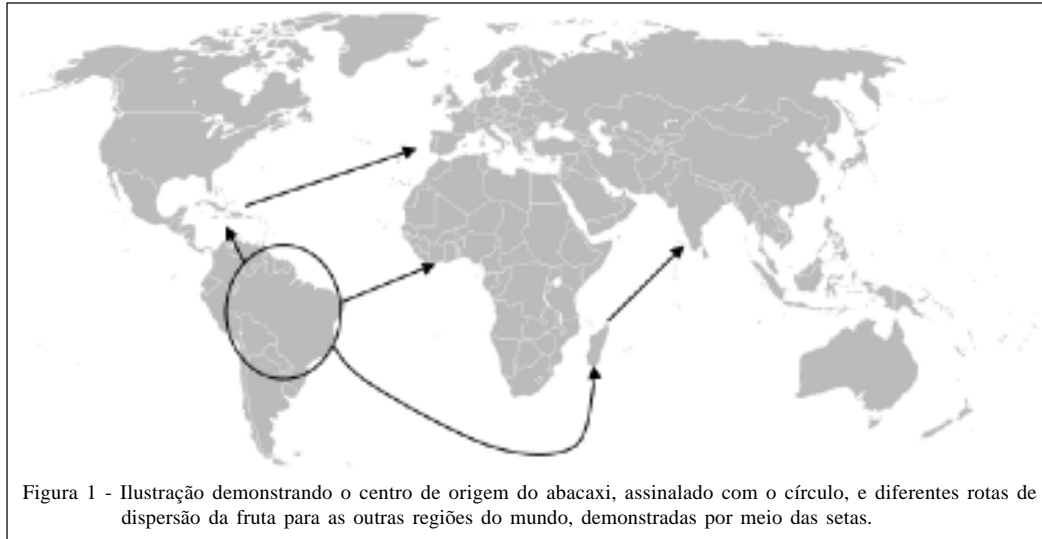 Figura 1 - Ilustração demonstrando o centro de origem do abacaxi, assinalado com o círculo, e diferentes rotas de
dispersão da fruta para as outras regiões do mundo, demonstradas por meio das setas.